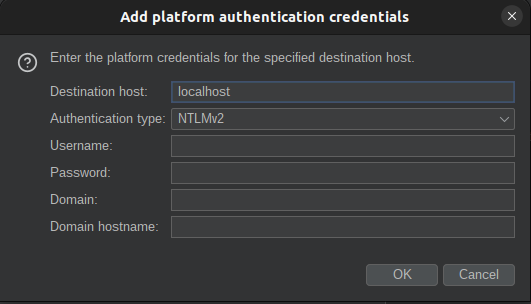 Add platform authentication credentials
Enter the platform credentials for the specified destination host.
Destination host: localhost
Authentication type: NTLMv2
Username:
Password:
Domain:
Domain hostname:
OK Cancel